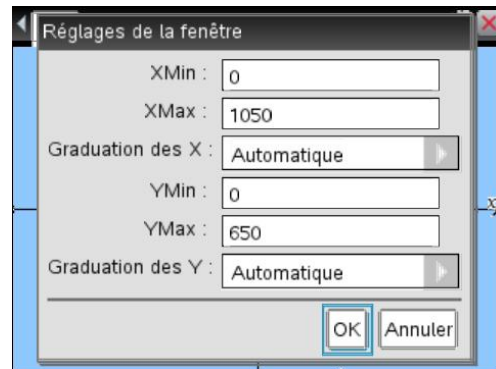 Réglages de la fenêtre
XMin : 0
XMax : 1050
Graduation des X : Automatique
YMin : 0
YMax : 650
Graduation des Y : Automatique
OK Annuler
x